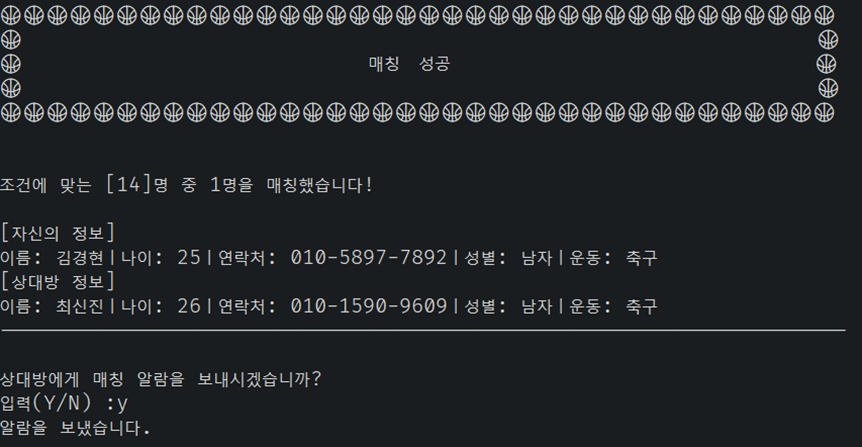 매칭 성공
조건에 맞는 [14]명 중 1명을 매칭했습니다!
[자신의 정보]
이름: 김경현|나이: 25|연락처: 010-5897-7892|성별: 남자|운동: 축구
[상대방 정보]
이름: 최신진|나이: 26|연락처: 010-1590-9609|성별: 남자|운동: 축구
상대방에게 매칭 알람을 보내시겠습니까?
입력(Y/N) :y
알람을 보냈습니다.